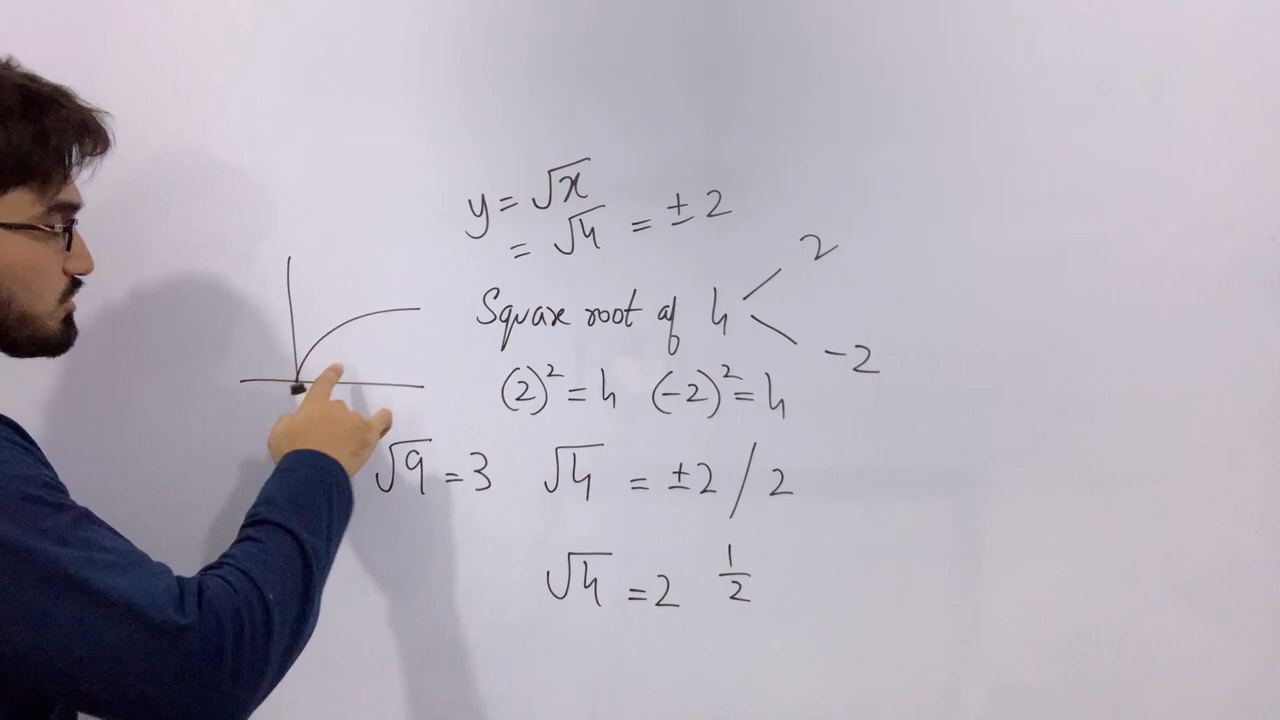 y = √x
= √4 = ± 2
Square root of 4 2
-2
(2)² = 4 (-2)² = 4
√9 = 3 √4 = ±2 / 2
√4 = 2 1/2